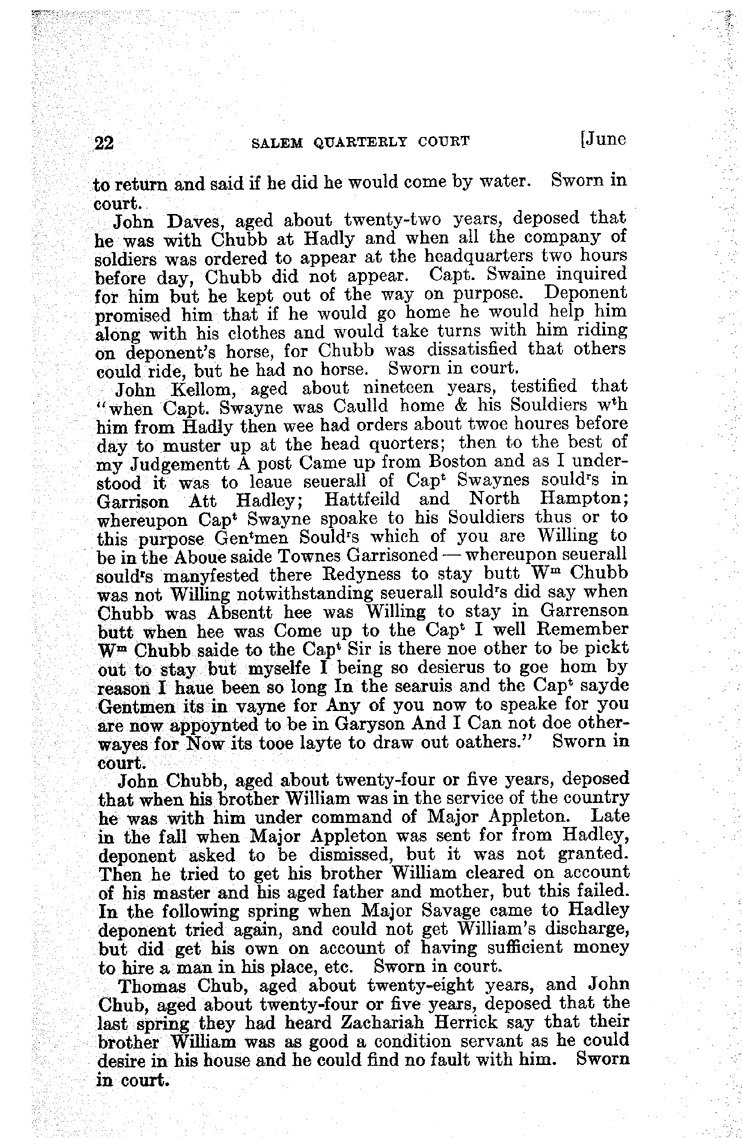 22 SALEM QUARTERLY COURT [June
to return and said if he did he would come by water. Sworn in
court.
John Daves, aged about twenty-two years, deposed that
he was with Chubb at Hadly and when all the company of
soldiers was ordered to appear at the headquarters two hours
before day, Chubb did not appear. Capt. Swaine inquired
for him but he kept out of the way on purpose. Deponent
promised him that if he would go home he would help him
along with his clothes and would take turns with him riding
on deponent's horse, for Chubb was dissatisfied that others
could ride, but he had no horse. Sworn in court.
John Kellom, aged about nineteen years, testified that
"when Capt. Swayne was Caulld home & his Souldiers wᵗh
him from Hadly then wee had orders about twoe houres before
day to muster up at the head quorters; then to the best of
my Judgementt A post Came up from Boston and as I under-
stood it was to leaue seuerall of Capᵗ Swaynes souldʳs in
Garrison Att Hadley; Hattfeild and North Hampton;
whereupon Capᵗ Swayne spoake to his Souldiers thus or to
this purpose Genᵗmen Souldʳs which of you are Willing to
be in the Aboue saide Townes Garrisoned — whereupon seuerall
souldʳs manyfested there Redyness to stay butt Wᵐ Chubb
was not Willing notwithstanding seuerall souldʳs did say when
Chubb was Absentt hee was Willing to stay in Garrenson
butt when hee was Come up to the Capᵗ I well Remember
Wᵐ Chubb saide to the Capᵗ Sir is there noe other to be pickt
out to stay but myselfe I being so desierus to goe hom by
reason I haue been so long In the searuis and the Capᵗ sayde
Gentmen its in vayne for Any of you now to speake for you
are now appoynted to be in Garyson And I Can not doe other-
wayes for Now its tooe layte to draw out oathers." Sworn in
court.
John Chubb, aged about twenty-four or five years, deposed
that when his brother William was in the service of the country
he was with him under command of Major Appleton. Late
in the fall when Major Appleton was sent for from Hadley,
deponent asked to be dismissed, but it was not granted.
Then he tried to get his brother William cleared on account
of his master and his aged father and mother, but this failed.
In the following spring when Major Savage came to Hadley
deponent tried again, and could not get William's discharge,
but did get his own on account of having sufficient money
to hire a man in his place, etc. Sworn in court.
Thomas Chub, aged about twenty-eight years, and John
Chub, aged about twenty-four or five years, deposed that the
last spring they had heard Zachariah Herrick say that their
brother William was as good a condition servant as he could
desire in his house and he could find no fault with him. Sworn
in court.